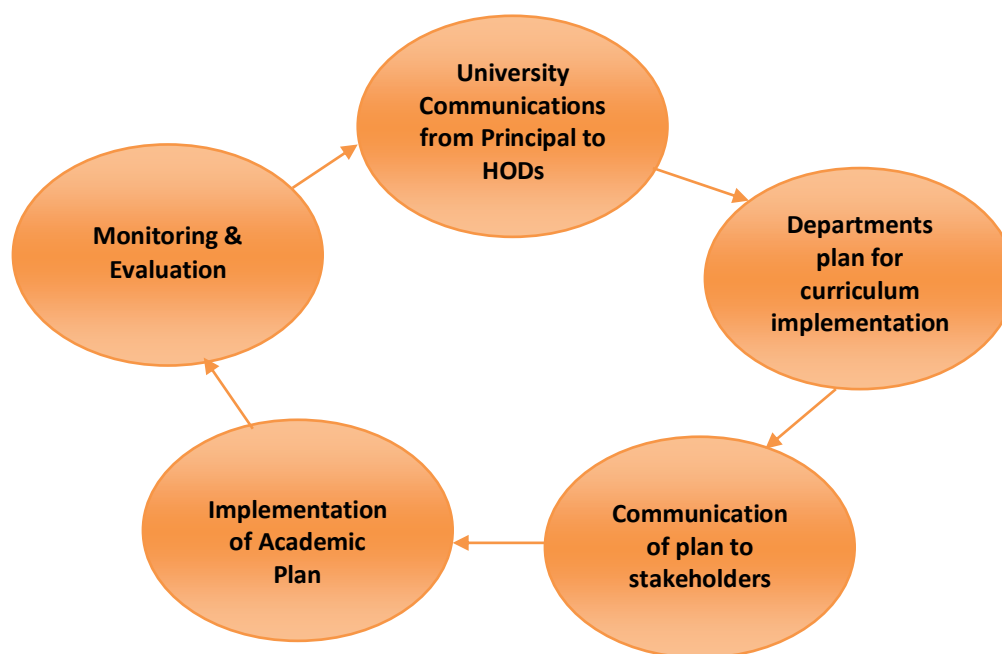 University
Communications
from Principal to
HODs
Departments
plan for
curriculum
implementation
Communication
of plan to
stakeholders
Implementation
of Academic
Plan
Monitoring &
Evaluation